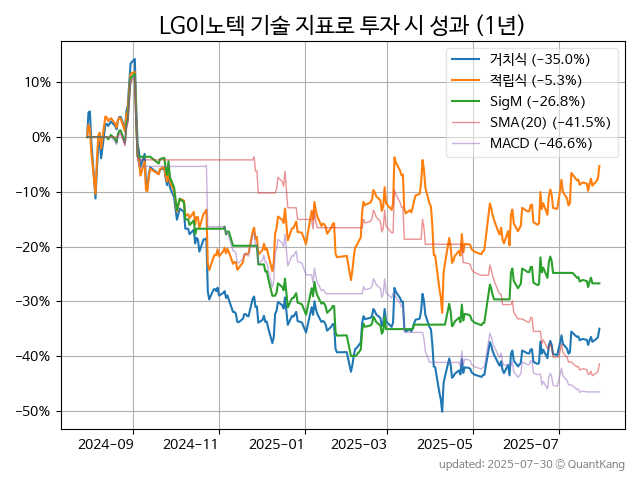 LG이노텍 기술 지표로 투자 시 성과 (1년)
거치식 (−35.0%)
적립식 (−5.3%)
SigM (−26.8%)
SMA(20) (−41.5%)
MACD (−46.6%)
10%
0%
−10%
−20%
−30%
−40%
−50%
2024-09
2024-11
2025-01
2025-03
2025-05
2025-07
updated: 2025-07-30 © QuantKang